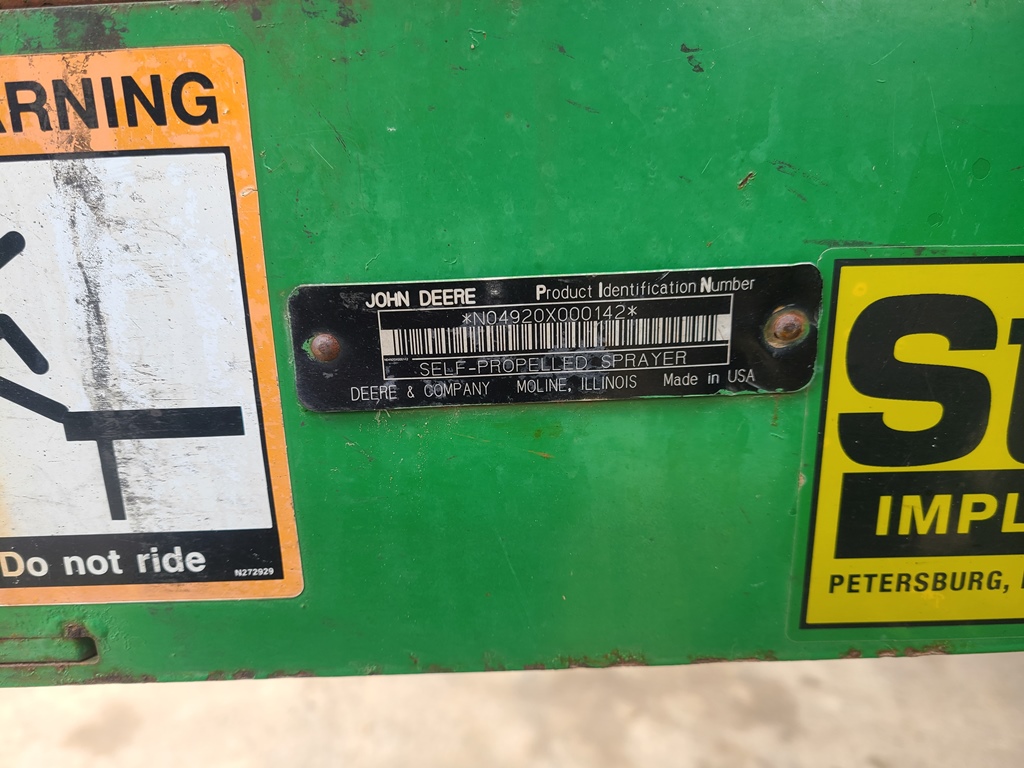 ARNING
Do not ride
N272929
JOHN DEERE Product Identification Number
*N04920X000142*
SELF-PROPELLED SPRAYER
DEERE & COMPANY MOLINE, ILLINOIS Made in USA
IMPL
PETERSBURG,